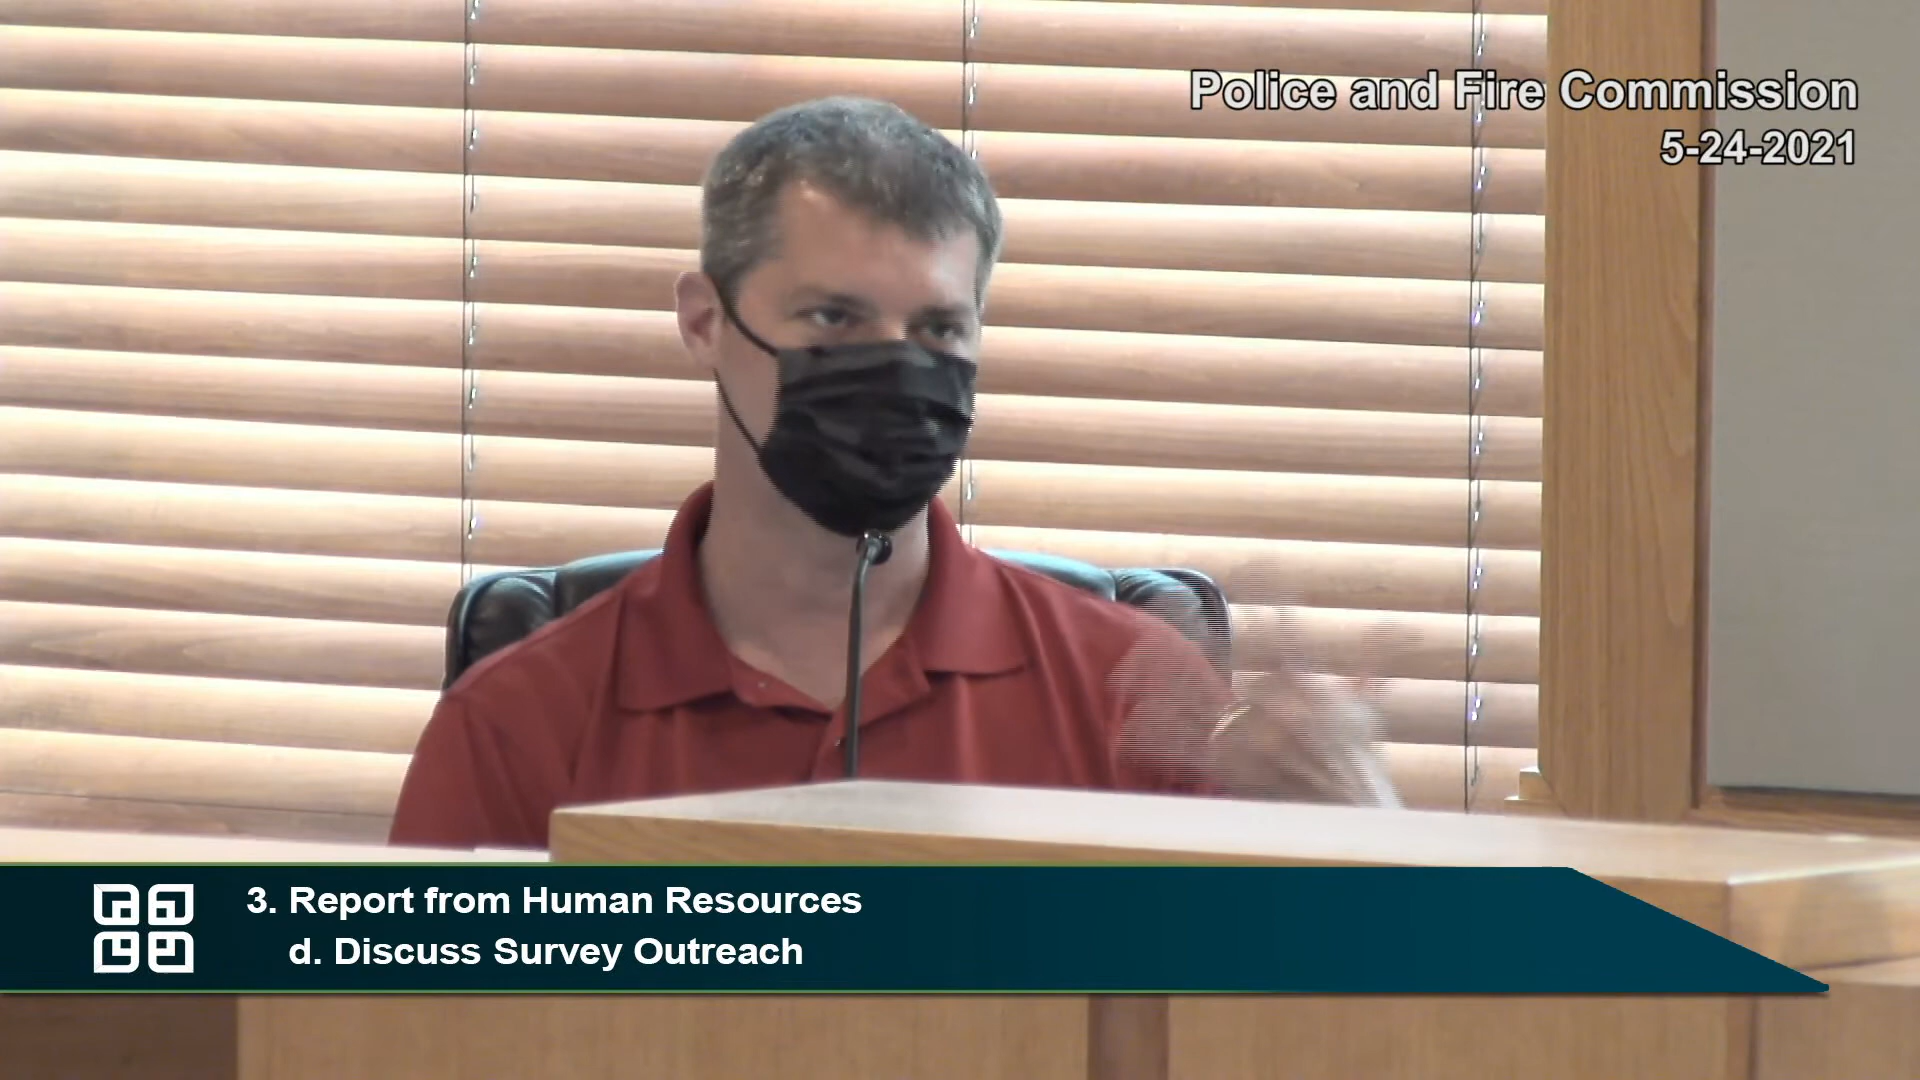 Police and Fire Commission
5-24-2021
3. Report from Human Resources
d. Discuss Survey Outreach